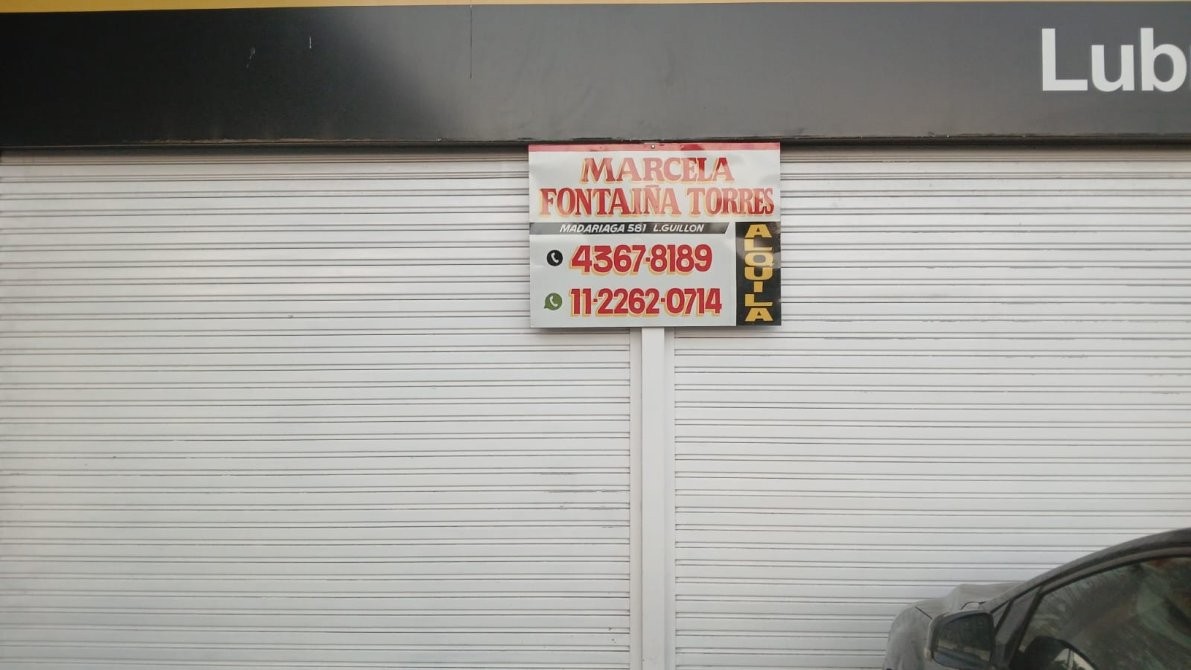 Lub
MARCELA
FONTAIÑA TORRES
MADARIAGA 581 L.GUILLON
4367-8189
11-2262-0714
ALQUILA